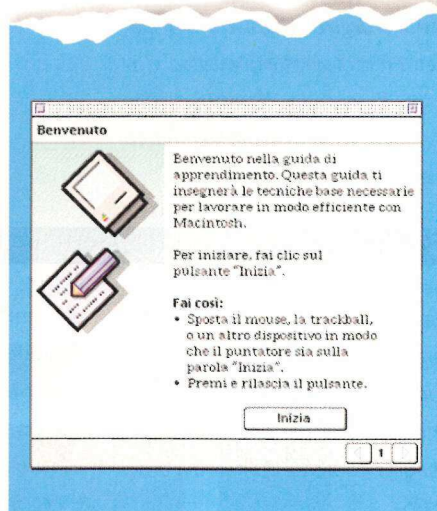 Benvenuto
Benvenuto nella guida di
apprendimento. Questa guida ti
insegnerà le tecniche base necessarie
per lavorare in modo efficiente con
Macintosh.
Per iniziare, fai clic sul
pulsante "Inizia".
Fai così:
• Sposta il mouse, la trackball,
o un altro dispositivo in modo
che il puntatore sia sulla
parola "Inizia".
• Premi e rilascia il pulsante.
Inizia
1